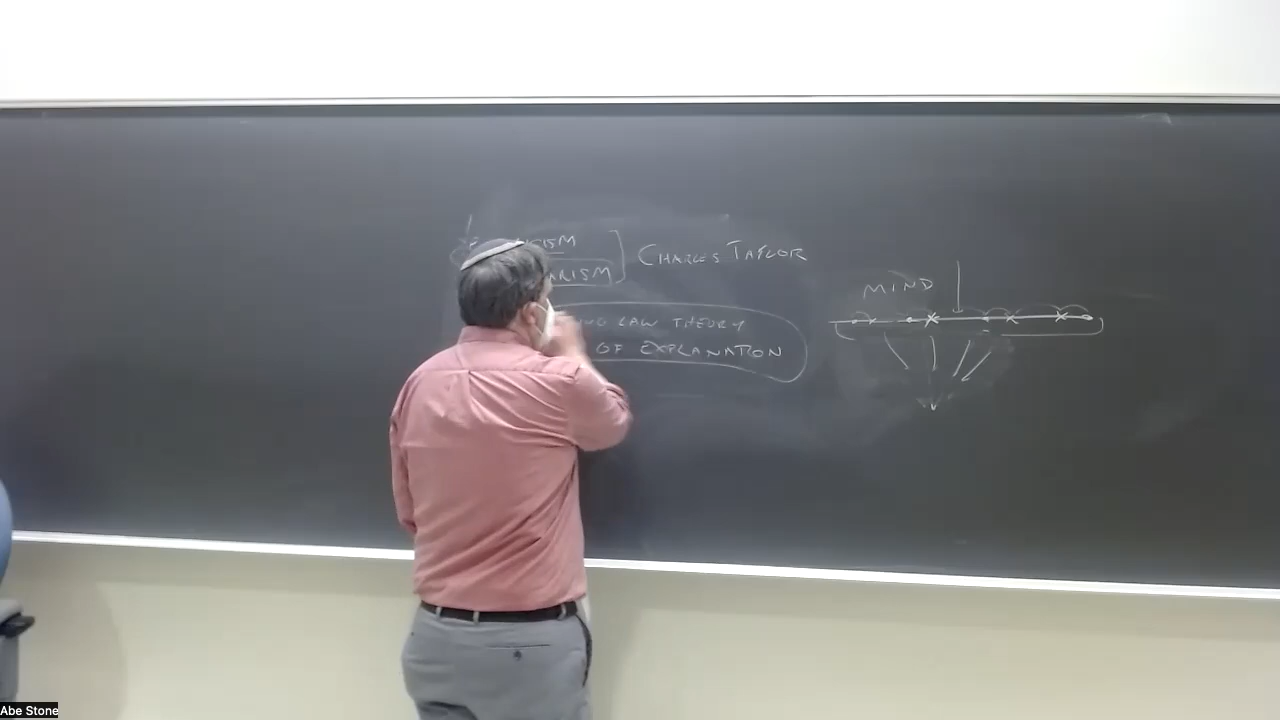 CHARLES TAYLOR
LAW THEORY
OF EXPLANATION
MIND
Abe Stone